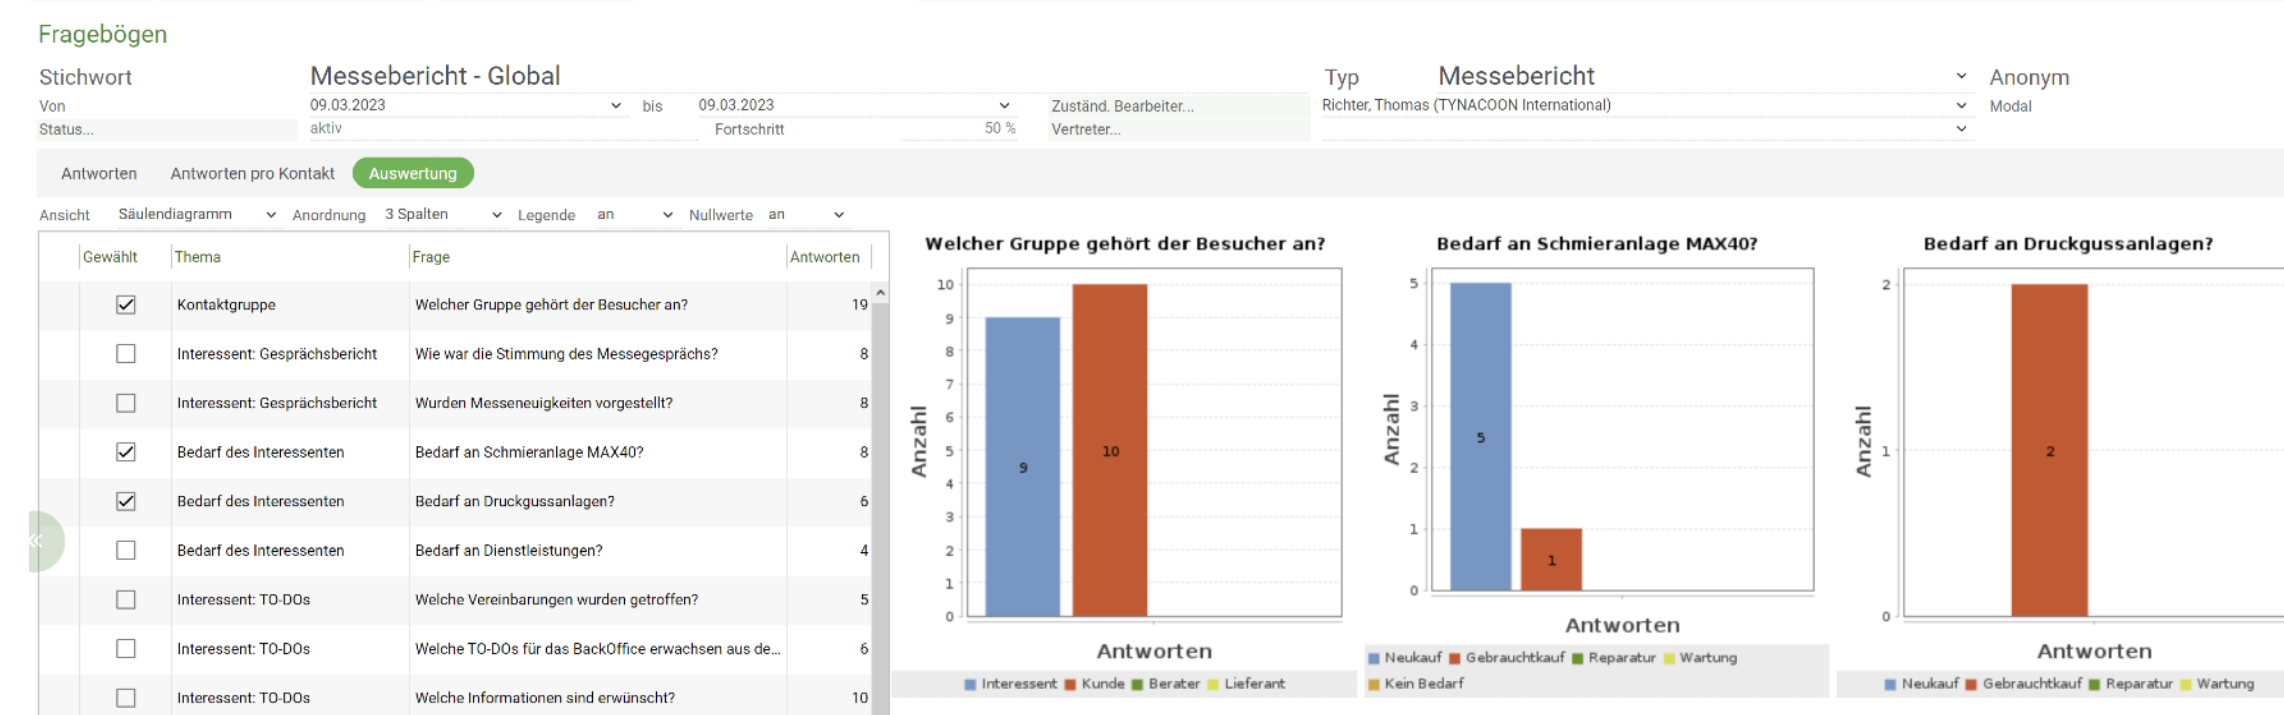 Fragebögen
Stichwort Messebericht - Global Typ Messebericht Anonym
Von 09.03.2023 bis 09.03.2023 Zuständ. Bearbeiter... Richter, Thomas (TYNACOON International) Modal
Status... aktiv Fortschritt 50 % Vertreter...
Antworten Antworten pro Kontakt Auswertung
Ansicht Säulendiagramm Anordnung 3 Spalten Legende an Nullwerte an
Gewählt Thema Frage Antworten
Kontaktgruppe Welcher Gruppe gehört der Besucher an? 19
Interessent: Gesprächsbericht Wie war die Stimmung des Messegesprächs? 8
Interessent: Gesprächsbericht Wurden Messeneuigkeiten vorgestellt? 8
Bedarf des Interessenten Bedarf an Schmieranlage MAX40? 8
Bedarf des Interessenten Bedarf an Druckgussanlagen? 6
Bedarf des Interessenten Bedarf an Dienstleistungen? 4
Interessent: TO-DOs Welche Vereinbarungen wurden getroffen? 5
Interessent: TO-DOs Welche TO-DOs für das BackOffice erwachsen aus de... 6
Interessent: TO-DOs Welche Informationen sind erwünscht? 10
Welcher Gruppe gehört der Besucher an?
10
9
8
7
6
5
4
3
2
1
0
Anzahl
9
10
Antworten
Interessent Kunde Berater Lieferant
Bedarf an Schmieranlage MAX40?
5
4
3
2
1
0
Anzahl
5
1
Antworten
Neukauf Gebrauchtkauf Reparatur Wartung
Kein Bedarf
Bedarf an Druckgussanlagen?
2
1
0
Anzahl
2
Antworten
Neukauf Gebrauchtkauf Reparatur Wartung